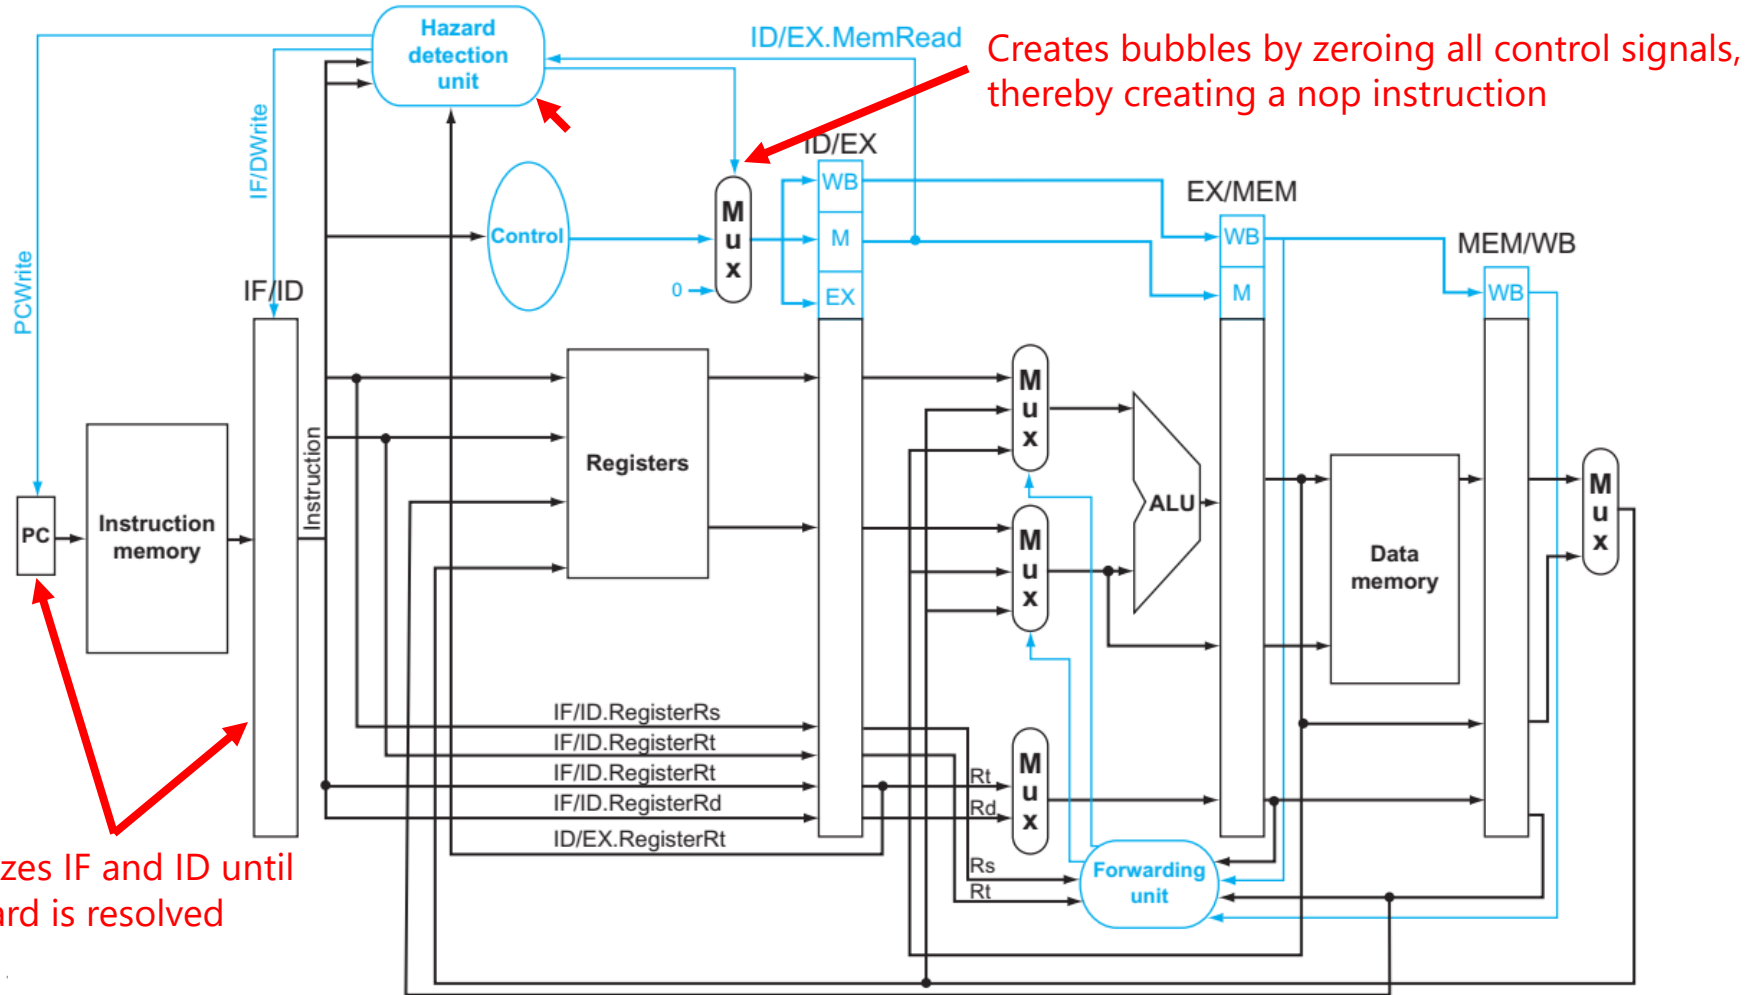 Hazard
detection
unit
ID/EX.MemRead
Creates bubbles by zeroing all control signals,
thereby creating a nop instruction
IF/DWrite
PCWrite
ID/EX
WB
M
EX
Control
M
u
x
0
EX/MEM
WB
M
MEM/WB
WB
IF/ID
Instruction
PC
Instruction
memory
Registers
M
u
x
M
u
x
ALU
Data
memory
M
u
x
IF/ID.RegisterRs
IF/ID.RegisterRt
IF/ID.RegisterRt
IF/ID.RegisterRd
ID/EX.RegisterRt
Rt
Rd
M
u
x
Rs
Rt
Forwarding
unit
zes IF and ID until
ard is resolved